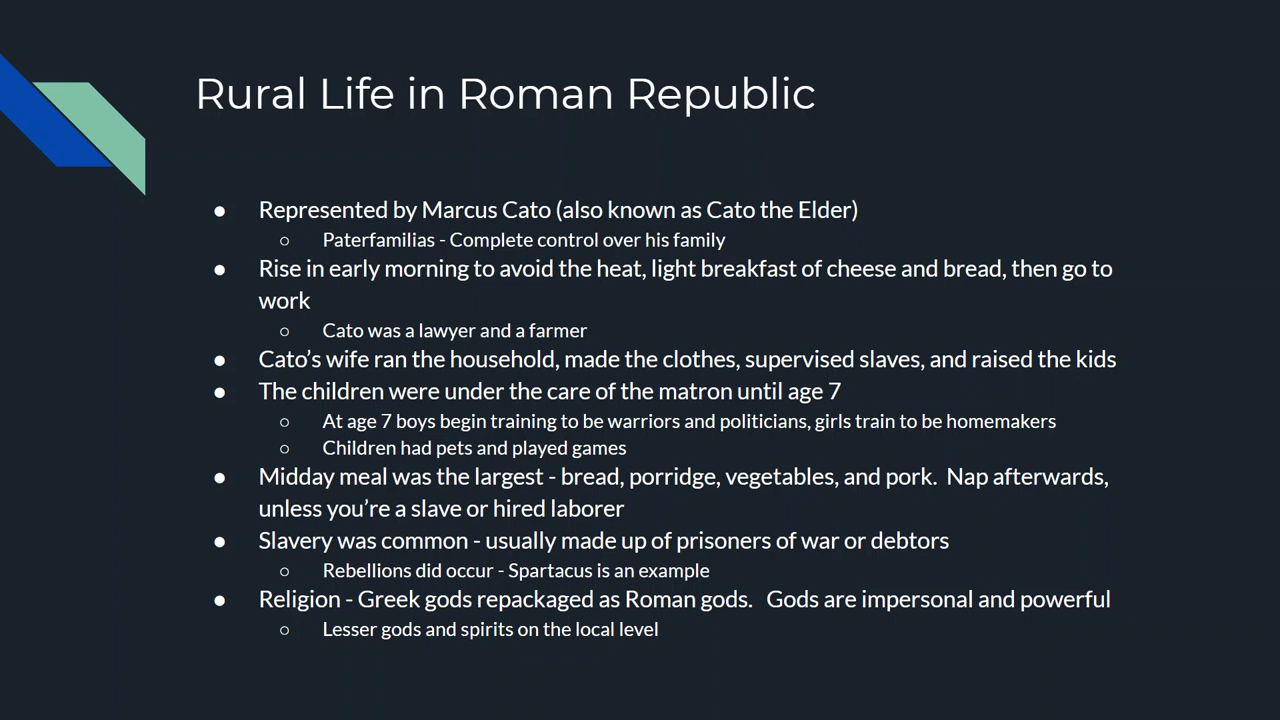 Rural Life in Roman Republic
● Represented by Marcus Cato (also known as Cato the Elder)
○ Paterfamilias - Complete control over his family
● Rise in early morning to avoid the heat, light breakfast of cheese and bread, then go to
work
○ Cato was a lawyer and a farmer
● Cato's wife ran the household, made the clothes, supervised slaves, and raised the kids
● The children were under the care of the matron until age 7
○ At age 7 boys begin training to be warriors and politicians, girls train to be homemakers
○ Children had pets and played games
● Midday meal was the largest - bread, porridge, vegetables, and pork.  Nap afterwards,
unless you're a slave or hired laborer
● Slavery was common - usually made up of prisoners of war or debtors
○ Rebellions did occur - Spartacus is an example
● Religion - Greek gods repackaged as Roman gods.  Gods are impersonal and powerful
○ Lesser gods and spirits on the local level